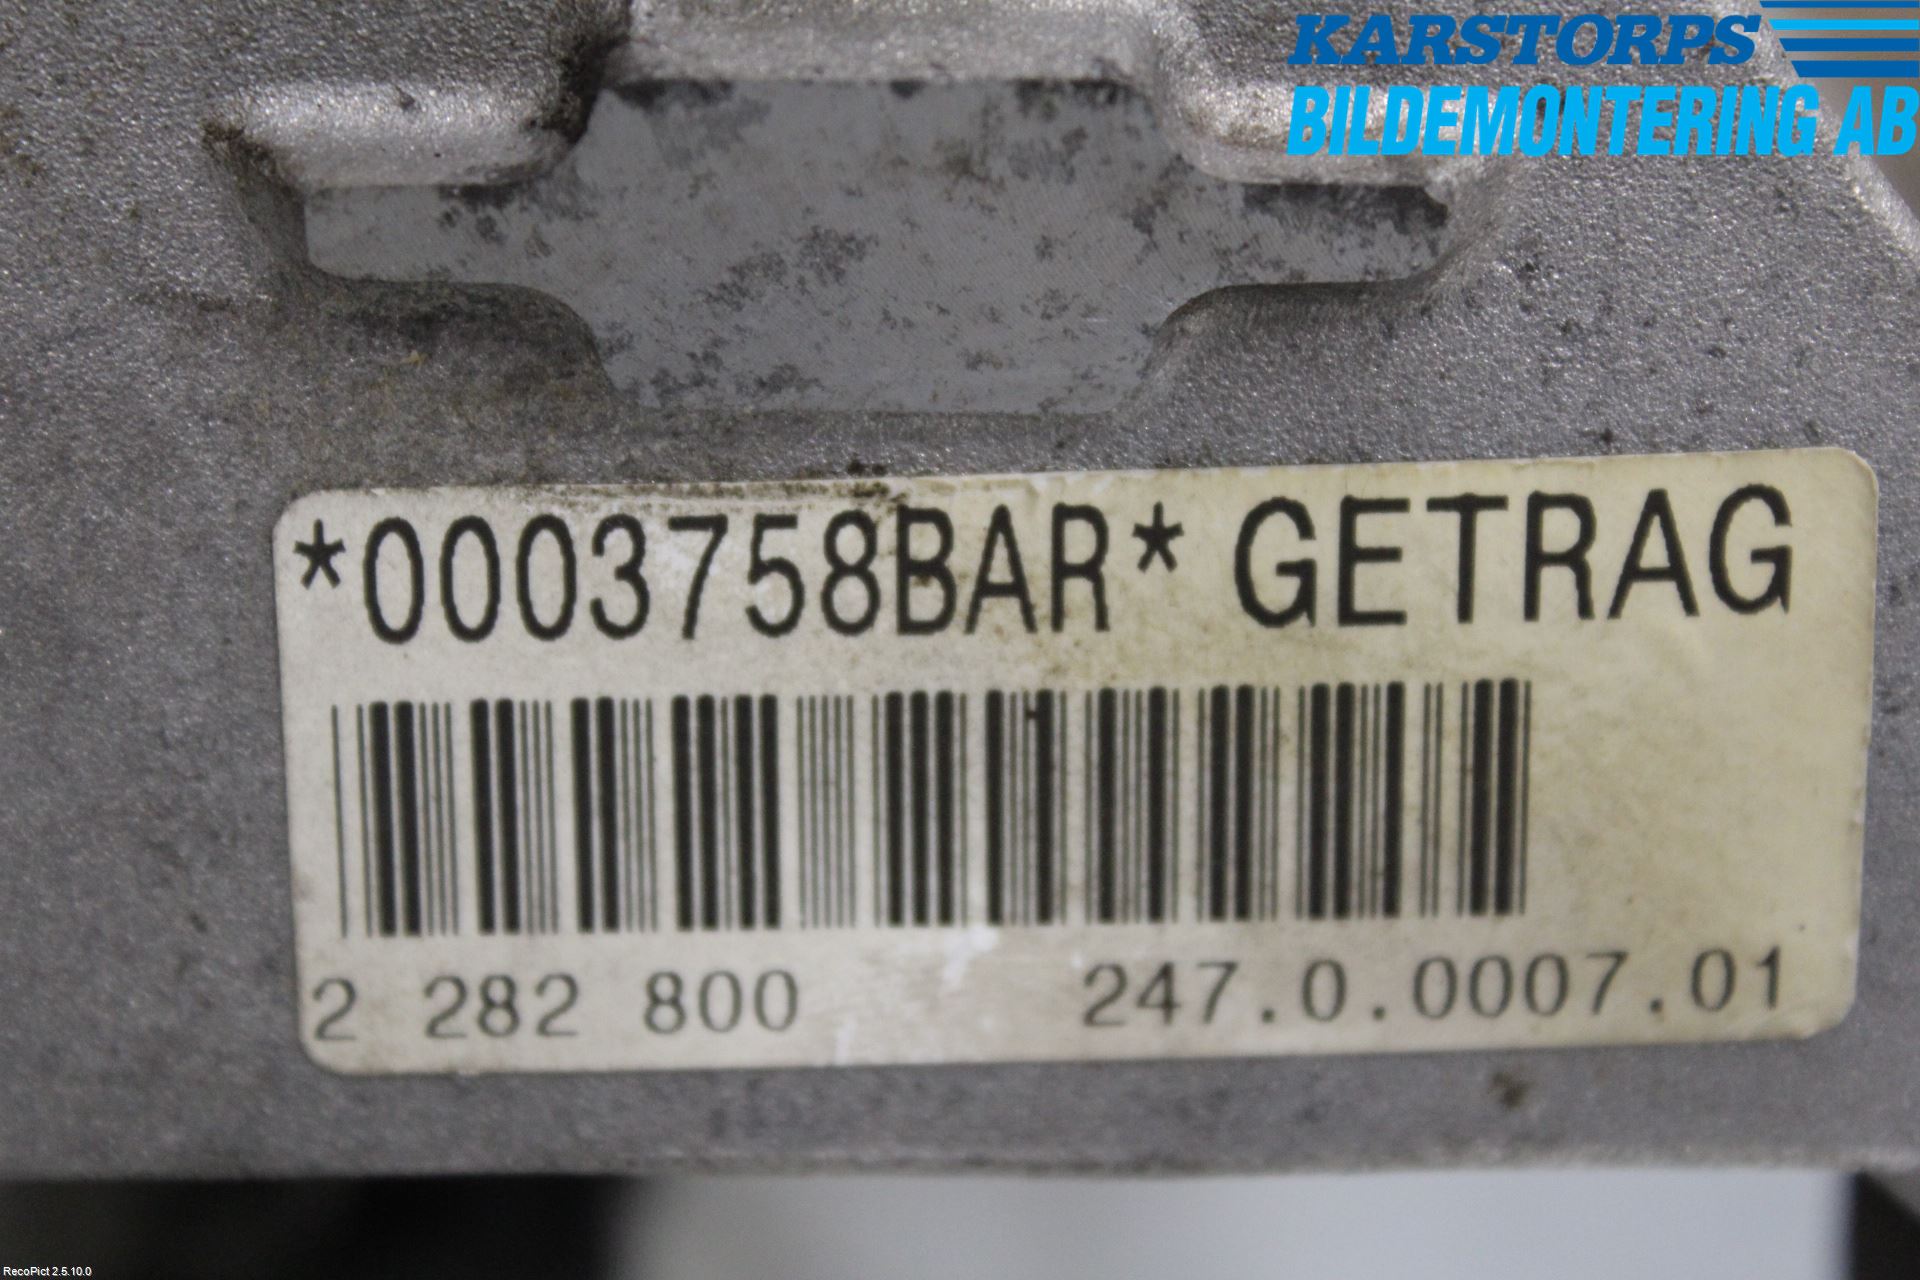 KARSTORPS
BILDEMONTERING AB
*0003758BAR* GETRAG
2 282 800 247.0.0007.01
RecoPict 2.5.10.0